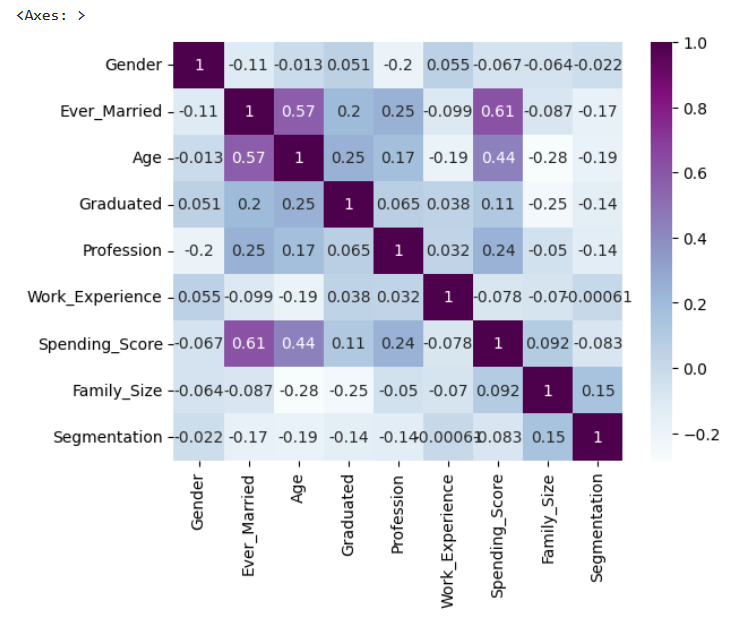 <Axes: >
Gender 1 -0.11 -0.013 0.051 -0.2 0.055 -0.067 -0.064 -0.022
Ever_Married -0.11 1 0.57 0.2 0.25 -0.099 0.61 -0.087 -0.17
Age -0.013 0.57 1 0.25 0.17 -0.19 0.44 -0.28 -0.19
Graduated 0.051 0.2 0.25 1 0.065 0.038 0.11 -0.25 -0.14
Profession -0.2 0.25 0.17 0.065 1 0.032 0.24 -0.05 -0.14
Work_Experience 0.055 -0.099 -0.19 0.038 0.032 1 -0.078 -0.07 -0.00061
Spending_Score -0.067 0.61 0.44 0.11 0.24 -0.078 1 0.092 -0.083
Family_Size -0.064 -0.087 -0.28 -0.25 -0.05 -0.07 0.092 1 0.15
Segmentation -0.022 -0.17 -0.19 -0.14 -0.14 -0.00061 -0.083 0.15 1
Gender Ever_Married Age Graduated Profession Work_Experience Spending_Score Family_Size Segmentation
1.0
0.8
0.6
0.4
0.2
0.0
−0.2